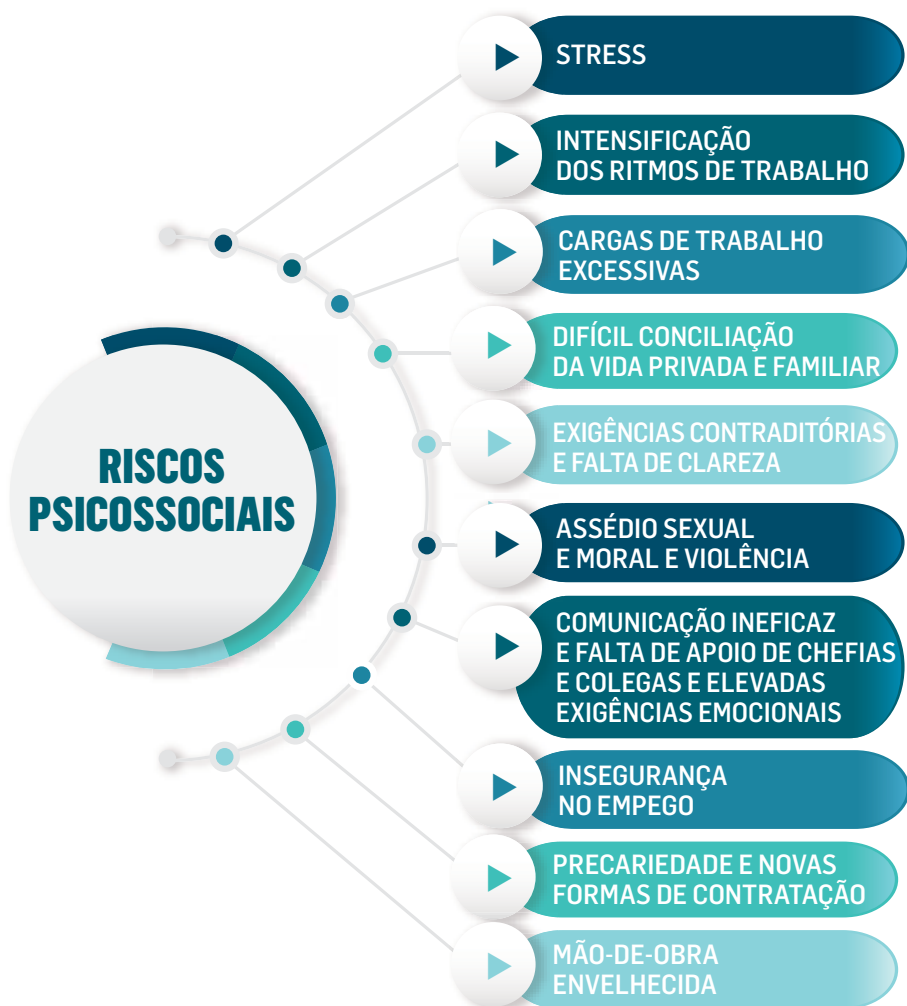 RISCOS
PSICOSSOCIAIS
STRESS
INTENSIFICAÇÃO
DOS RITMOS DE TRABALHO
CARGAS DE TRABALHO
EXCESSIVAS
DIFÍCIL CONCILIAÇÃO
DA VIDA PRIVADA E FAMILIAR
EXIGÊNCIAS CONTRADITÓRIAS
E FALTA DE CLAREZA
ASSÉDIO SEXUAL
E MORAL E VIOLÊNCIA
COMUNICAÇÃO INEFICAZ
E FALTA DE APOIO DE CHEFIAS
E COLEGAS E ELEVADAS
EXIGÊNCIAS EMOCIONAIS
INSEGURANÇA
NO EMPEGO
PRECARIEDADE E NOVAS
FORMAS DE CONTRATAÇÃO
MÃO-DE-OBRA
ENVELHECIDA